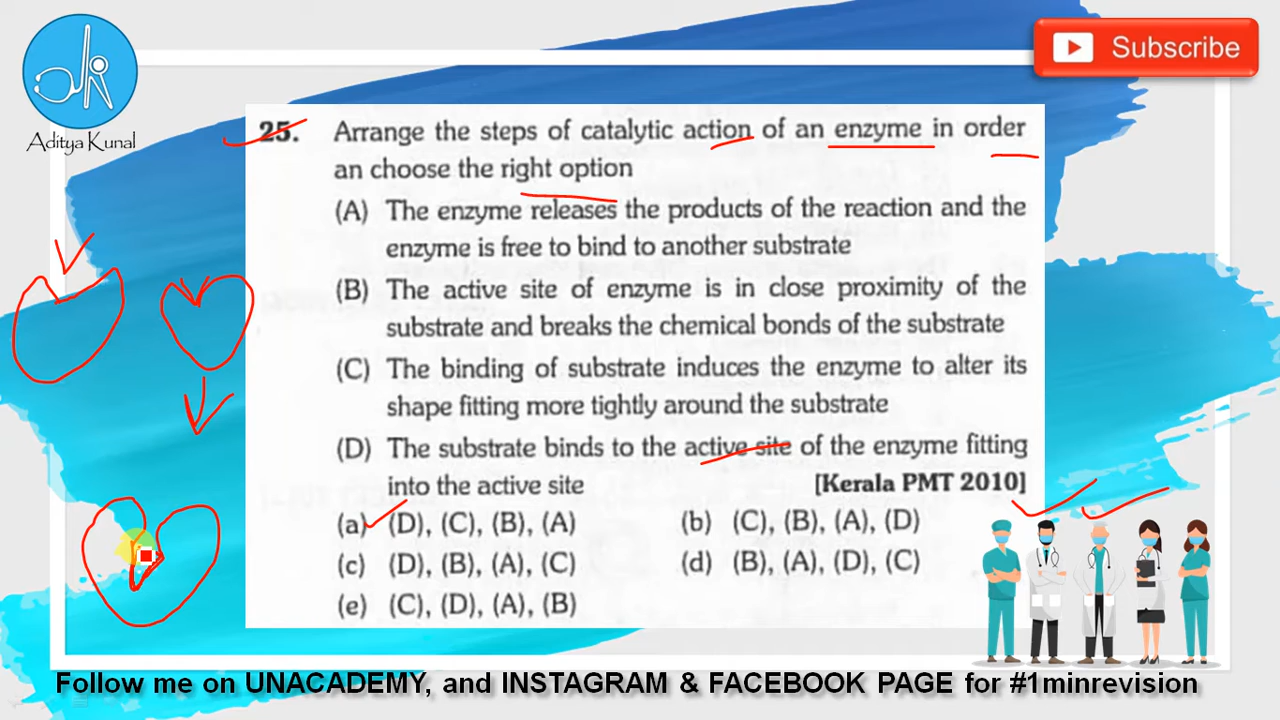 Subscribe
Aditya Kunal
25. Arrange the steps of catalytic action of an enzyme in order
an choose the right option
(A) The enzyme releases the products of the reaction and the
enzyme is free to bind to another substrate
(B) The active site of enzyme is in close proximity of the
substrate and breaks the chemical bonds of the substrate
(C) The binding of substrate induces the enzyme to alter its
shape fitting more tightly around the substrate
(D) The substrate binds to the active site of the enzyme fitting
into the active site [Kerala PMT 2010]
(a) (D), (C), (B), (A) (b) (C), (B), (A), (D)
(c) (D), (B), (A), (C) (d) (B), (A), (D), (C)
(e) (C), (D), (A), (B)
Follow me on UNACADEMY, and INSTAGRAM & FACEBOOK PAGE for #1minrevision